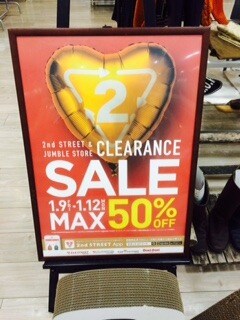 2
2nd STREET &
JUMBLE STORE CLEARANCE
SALE
1.9 - 1.12
MAX 50% OFF
2nd STREET